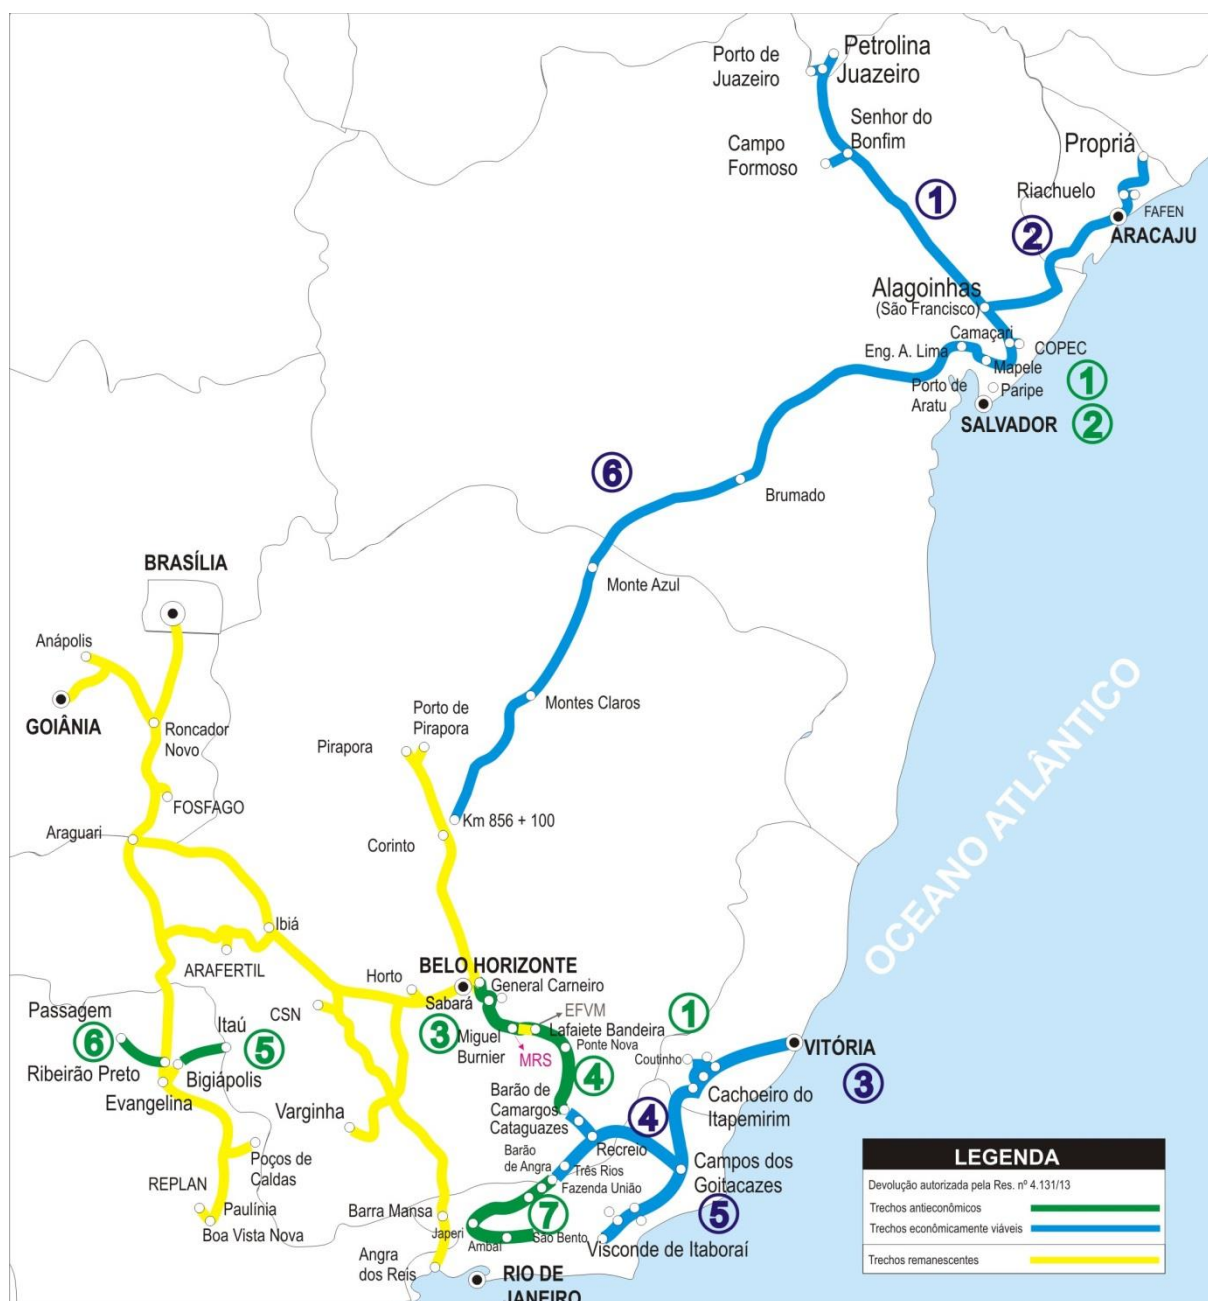 Porto de
Juazeiro
Petrolina
Juazeiro
Senhor do
Bonfim
Campo
Formoso
Propriá
Riachuelo
FAFEN
ARACAJU
1
2
Alagoinhas
(São Francisco)
Camaçari
COPEC
Eng. A. Lima
Mapele
Porto de
Aratu
Paripe
SALVADOR
1
2
6
Brumado
BRASÍLIA
Monte Azul
Anápolis
GOIÂNIA
Roncador
Novo
Montes Claros
Porto de
Pirapora
Pirapora
FOSFAGO
Km 856 + 100
Araguari
Corinto
OCEANO ATLÂNTICO
Ibiá
ARAFERTIL
BELO HORIZONTE
Horto
General Carneiro
Sabará
CSN
EFVM
3
Miguel
Burnier
Lafaiete Bandeira
Ponte Nova
MRS
1
Passagem
6
Itaú
5
Ribeirão Preto
Bigiápolis
Evangelina
4
Coutinho
VITÓRIA
3
Barão de
Camargos
Cataguazes
4
Cachoeiro do
Itapemirim
Varginha
Recreio
Barão
de Angra
Três Rios
Fazenda União
Campos dos
Goitacazes
Poços de
Caldas
REPLAN
Paulínia
Boa Vista Nova
Barra Mansa
Japeri
Ambaí
São Bento
7
5
Visconde de Itaboraí
Angra
dos Reis
RIO DE
JANEIRO
LEGENDA
Devolução autorizada pela Res. nº 4.131/13
Trechos antieconômicos
Trechos econômicamente viáveis
Trechos remanescentes